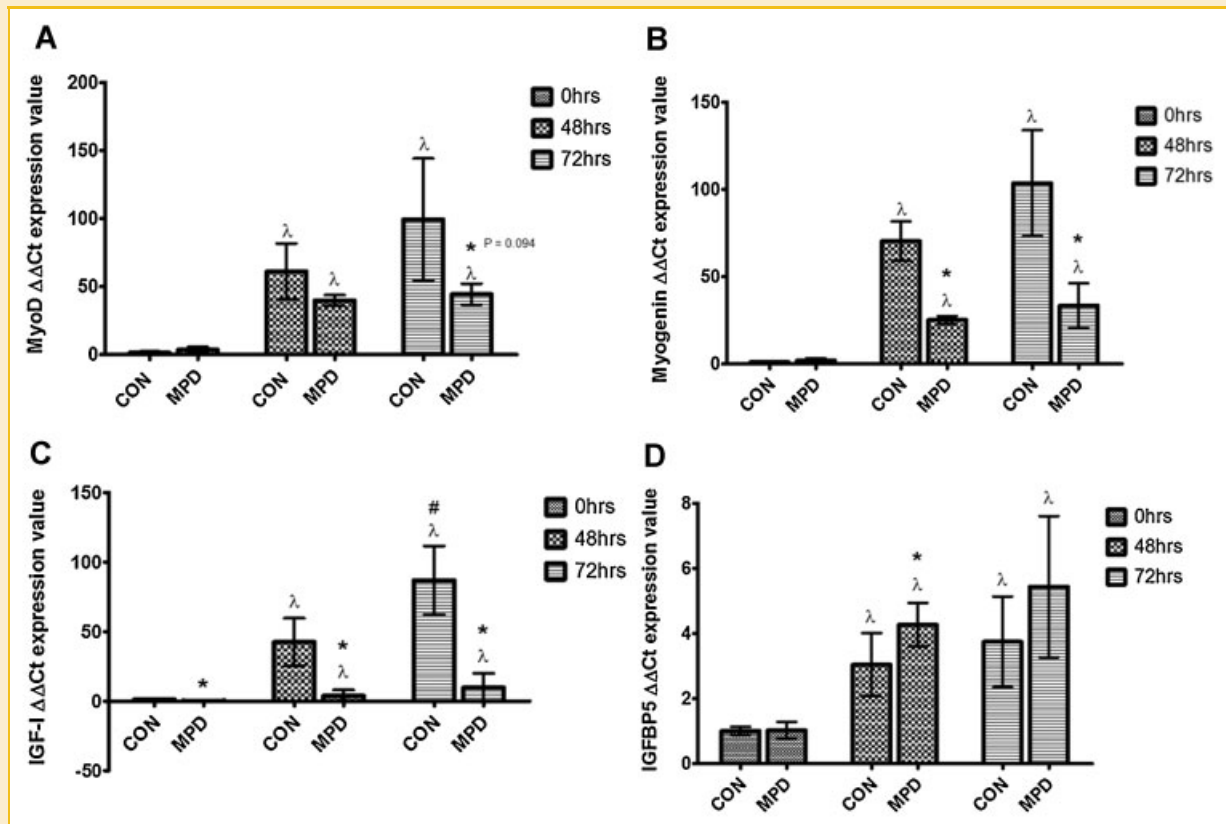 A
MyoD ΔΔCt expression value
200
150
100
50
0
λ
λ
λ
* P = 0.094
λ
CON
MPD
CON
MPD
CON
MPD
0hrs
48hrs
72hrs
B
Myogenin ΔΔCt expression value
150
100
50
0
λ
*
λ
λ
*
λ
CON
MPD
CON
MPD
CON
MPD
0hrs
48hrs
72hrs
C
IGF-I ΔΔCt expression value
150
100
50
0
-50
*
λ
*
λ
#
λ
*
λ
CON
MPD
CON
MPD
CON
MPD
0hrs
48hrs
72hrs
D
IGFBP5 ΔΔCt expression value
8
6
4
2
0
λ
*
λ
λ
λ
CON
MPD
CON
MPD
CON
MPD
0hrs
48hrs
72hrs